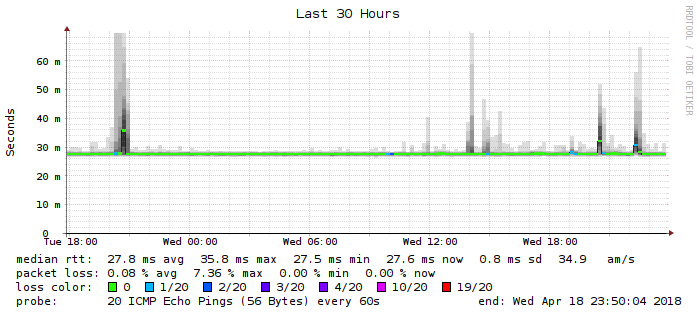 Last 30 Hours
RRDTOOL / TOBI OETIKER
Seconds
60 m
50 m
40 m
30 m
20 m
10 m
0
Tue 18:00 Wed 00:00 Wed 06:00 Wed 12:00 Wed 18:00
median rtt: 27.8 ms avg 35.8 ms max 27.5 ms min 27.6 ms now 0.8 ms sd 34.9 am/s
packet loss: 0.08 % avg 7.36 % max 0.00 % min 0.00 % now
loss color: 0 1/20 2/20 3/20 4/20 10/20 19/20
probe: 20 ICMP Echo Pings (56 Bytes) every 60s end: Wed Apr 18 23:50:04 2018